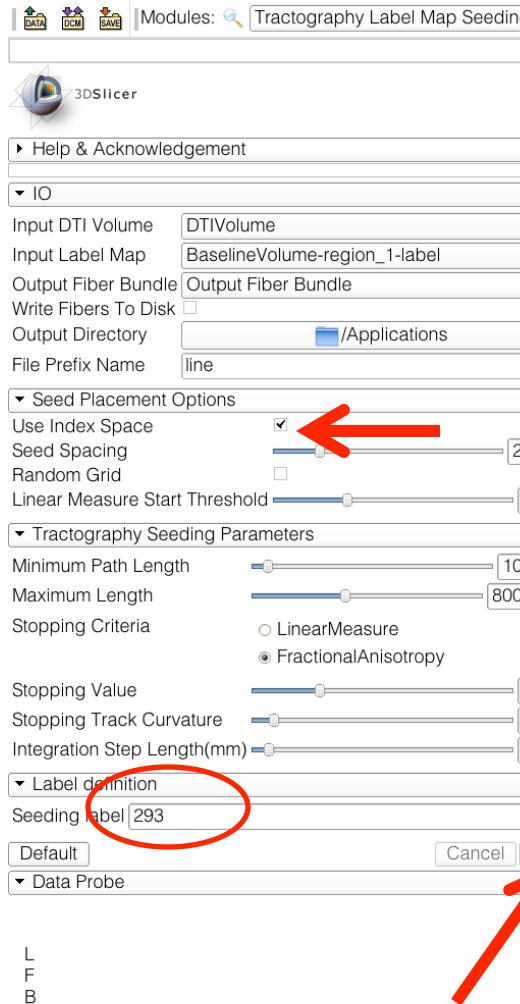 DATA DCM SAVE Modules: Tractography Label Map Seeding
3DSlicer
Help & Acknowledgement
IO
Input DTI Volume DTIVolume
Input Label Map BaselineVolume-region_1-label
Output Fiber Bundle Output Fiber Bundle
Write Fibers To Disk
Output Directory /Applications
File Prefix Name line
Seed Placement Options
Use Index Space
Seed Spacing 2
Random Grid
Linear Measure Start Threshold
Tractography Seeding Parameters
Minimum Path Length 10
Maximum Length 800
Stopping Criteria LinearMeasure
FractionalAnisotropy
Stopping Value
Stopping Track Curvature
Integration Step Length(mm)
Label definition
Seeding label 293
Default Cancel
Data Probe
L
F
B